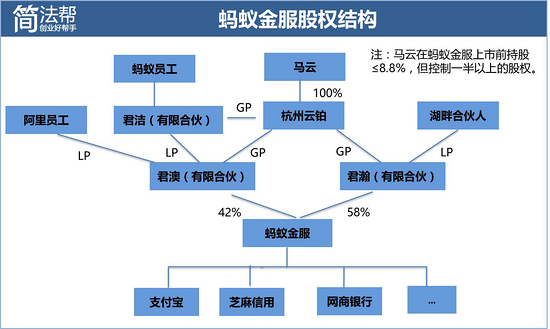 简法帮
创业好帮手
蚂蚁金服股权结构
注：马云在蚂蚁金服上市前持股
≤8.8%，但控制一半以上的股权。
蚂蚁员工
马云
100%
GP
阿里员工
君洁（有限合伙）
杭州云铂
湖畔合伙人
LP
LP
GP
GP
LP
君澳（有限合伙）
君瀚（有限合伙）
42%
58%
蚂蚁金服
支付宝
芝麻信用
网商银行
...